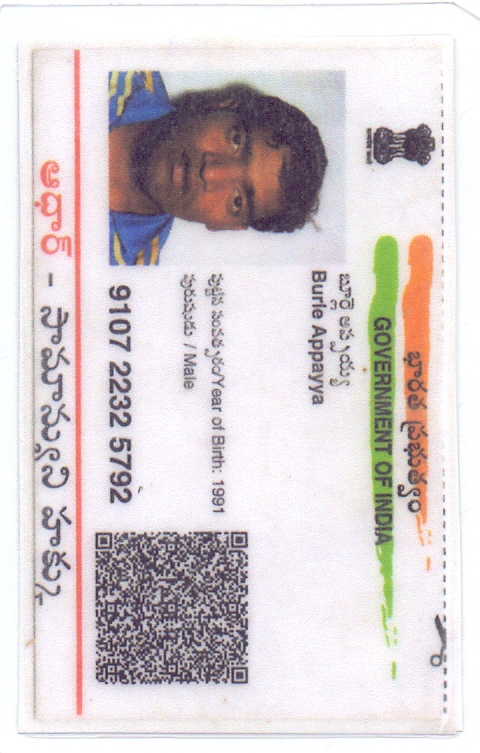 భారత ప్రభుత్వం
GOVERNMENT OF INDIA
బూర్లె అప్పయ్య
Burle Appayya
పుట్టిన సంవత్సరం/Year of Birth: 1991
పురుషుడు / Male
9107 2232 5792
ఆధార్ - సామాన్యుని హక్కు